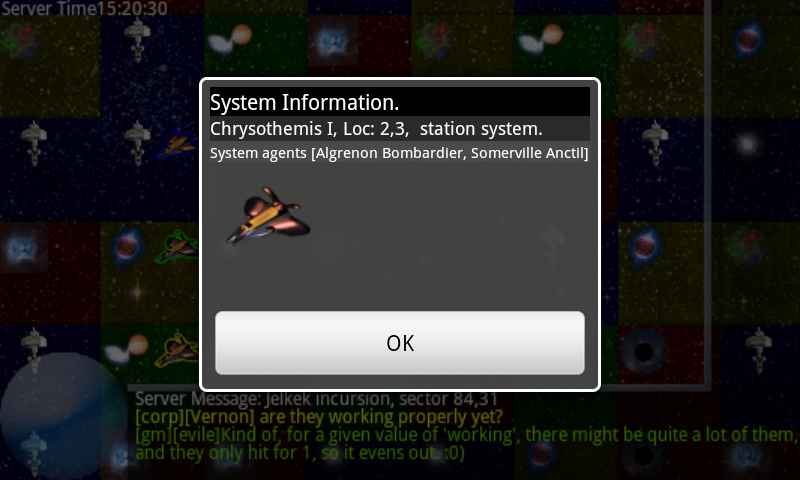 Server Time15:20:30
System Information.
Chrysothemis I, Loc: 2,3,  station system.
System agents [Algrenon Bombardier, Somerville Anctil]
OK
Server Message: Jelkek incursion, sector 84,31
[corp][Vernon] are they working properly yet?
[gm][evile]Kind of, for a given value of 'working', there might be quite a lot of them,
and they only hit for 1, so it evens out. :0)